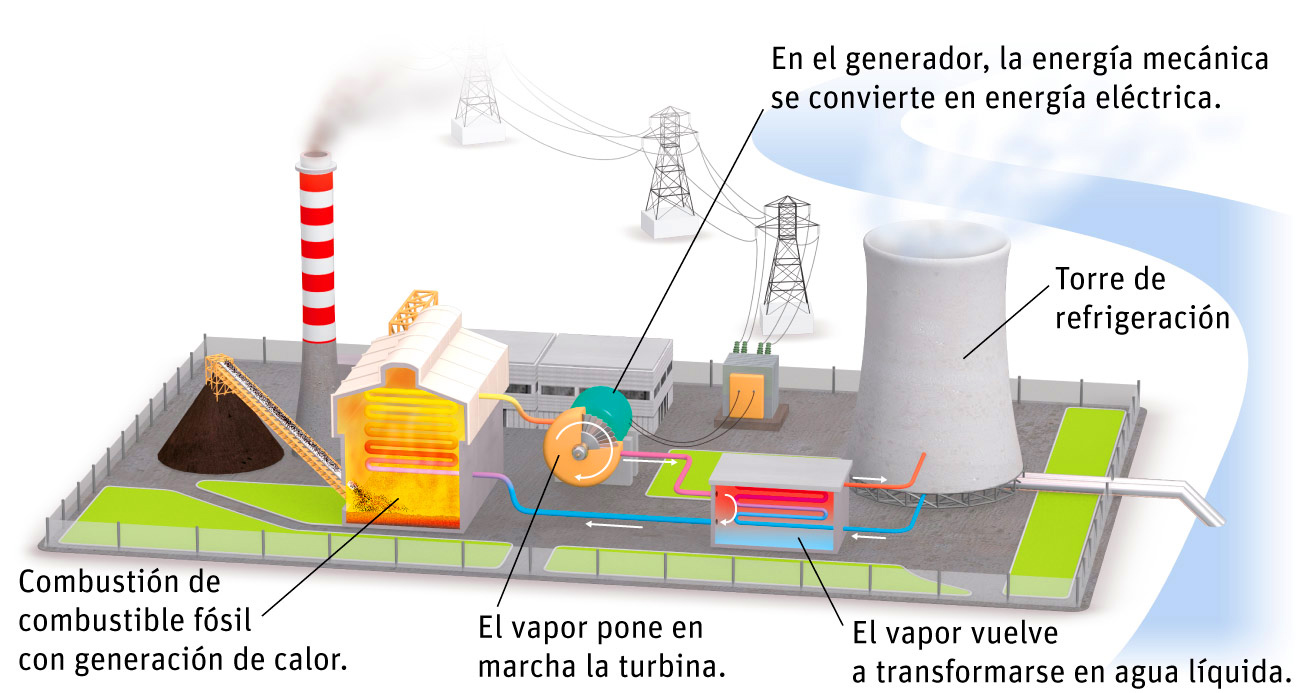 En el generador, la energía mecánica
se convierte en energía eléctrica.
Torre de
refrigeración
Combustión de
combustible fósil
con generación de calor.
El vapor pone en
marcha la turbina.
El vapor vuelve
a transformarse en agua líquida.